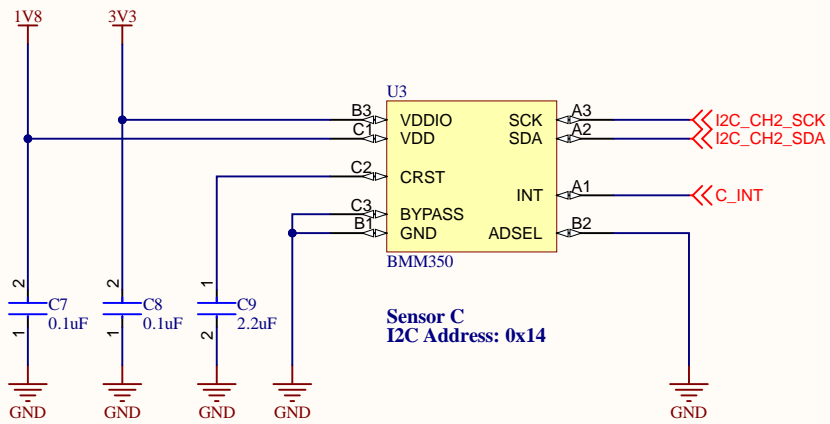 1V8 3V3
U3
B3 VDDIO SCK A3 I2C_CH2_SCK
C1 VDD SDA A2 I2C_CH2_SDA
C2 CRST
INT A1 C_INT
C3 BYPASS
B1 GND ADSEL B2
BMM350
2 2 1
C7 C8 C9
0.1uF 0.1uF 2.2uF
1 1 2
Sensor C
I2C Address: 0x14
GND GND GND GND GND